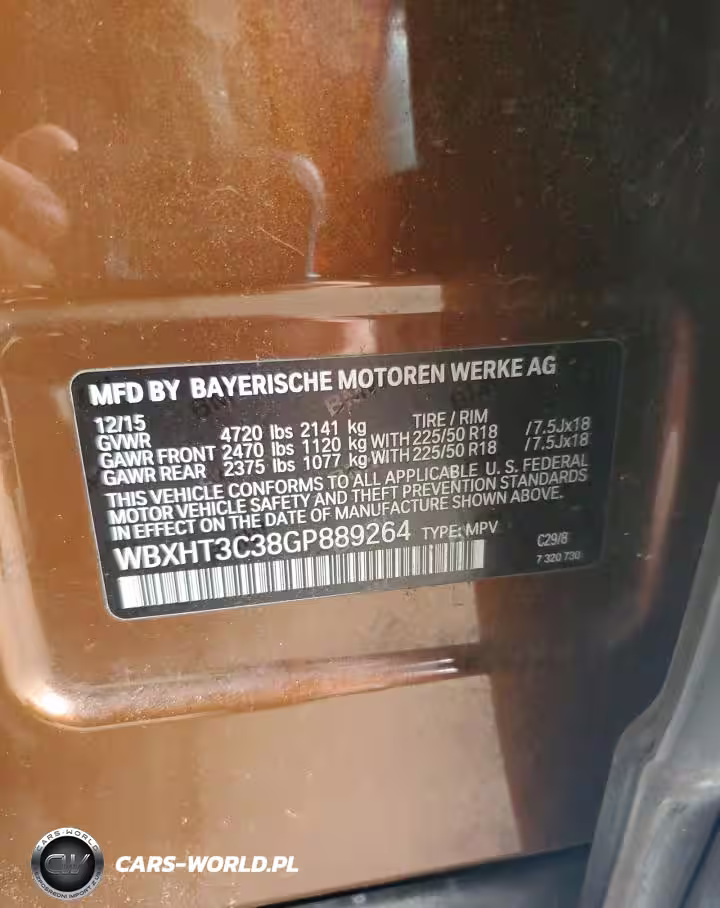 MFD BY BAYERISCHE MOTOREN WERKE AG
12/15
GVWR 4720 lbs 2141 kg TIRE / RIM
GAWR FRONT 2470 lbs 1120 kg WITH 225/50 R18 /7.5Jx18
GAWR REAR 2375 lbs 1077 kg WITH 225/50 R18 /7.5Jx18
THIS VEHICLE CONFORMS TO ALL APPLICABLE U. S. FEDERAL
MOTOR VEHICLE SAFETY AND THEFT PREVENTION STANDARDS
IN EFFECT ON THE DATE OF MANUFACTURE SHOWN ABOVE.
WBXHT3C38GP889264 TYPE: MPV C29/8
7 320 730
CARS-WORLD
CW
CARS-WORLD.PL